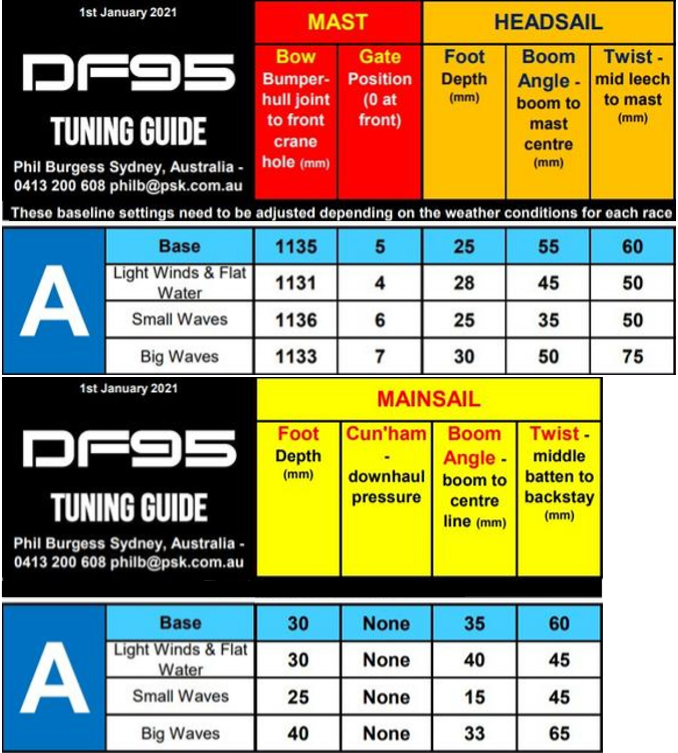 1st January 2021
DF95
TUNING GUIDE
Phil Burgess Sydney, Australia -
0413 200 608 philb@psk.com.au
MAST
HEADSAIL
Bow
Bumper-
hull joint
to front
crane
hole (mm)
Gate
Position
(0 at
front)
Foot
Depth
(mm)
Boom
Angle -
boom to
mast
centre
(mm)
Twist -
mid leech
to mast
(mm)
These baseline settings need to be adjusted depending on the weather conditions for each race
A
Base 1135 5 25 55 60
Light Winds & Flat
Water 1131 4 28 45 50
Small Waves 1136 6 25 35 50
Big Waves 1133 7 30 50 75
1st January 2021
DF95
TUNING GUIDE
Phil Burgess Sydney, Australia -
0413 200 608 philb@psk.com.au
MAINSAIL
Foot
Depth
(mm)
Cun'ham
-
downhaul
pressure
Boom
Angle -
boom to
centre
line (mm)
Twist -
middle
batten to
backstay
(mm)
A
Base 30 None 35 60
Light Winds & Flat
Water 30 None 40 45
Small Waves 25 None 15 45
Big Waves 40 None 33 65